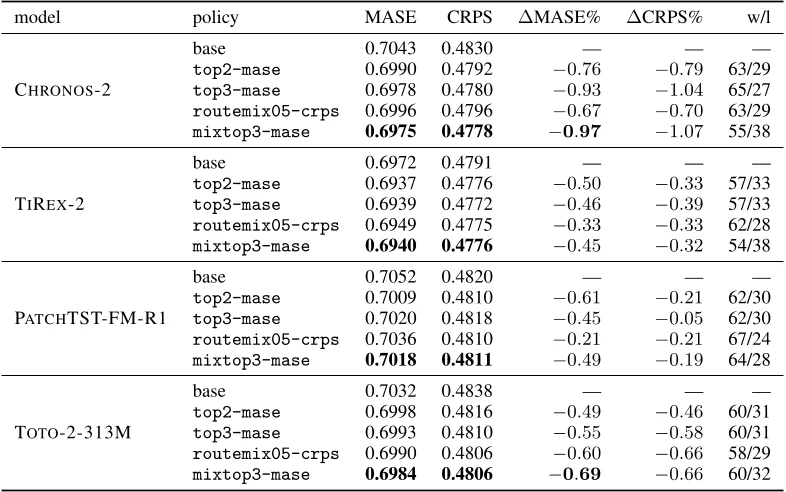 model policy MASE CRPS ΔMASE% ΔCRPS% w/l
base 0.7043 0.4830 — — —
top2-mase 0.6990 0.4792 −0.76 −0.79 63/29
CHRONOS-2 top3-mase 0.6978 0.4780 −0.93 −1.04 65/27
routemix05-crps 0.6996 0.4796 −0.67 −0.70 63/29
mixtop3-mase 0.6975 0.4778 −0.97 −1.07 55/38
base 0.6972 0.4791 — — —
top2-mase 0.6937 0.4776 −0.50 −0.33 57/33
TIREX-2 top3-mase 0.6939 0.4772 −0.46 −0.39 57/33
routemix05-crps 0.6949 0.4775 −0.33 −0.33 62/28
mixtop3-mase 0.6940 0.4776 −0.45 −0.32 54/38
base 0.7052 0.4820 — — —
top2-mase 0.7009 0.4810 −0.61 −0.21 62/30
PATCHTST-FM-R1 top3-mase 0.7020 0.4818 −0.45 −0.05 62/30
routemix05-crps 0.7036 0.4810 −0.21 −0.21 67/24
mixtop3-mase 0.7018 0.4811 −0.49 −0.19 64/28
base 0.7032 0.4838 — — —
top2-mase 0.6998 0.4816 −0.49 −0.46 60/31
TOTO-2-313M top3-mase 0.6993 0.4810 −0.55 −0.58 60/31
routemix05-crps 0.6990 0.4806 −0.60 −0.66 58/29
mixtop3-mase 0.6984 0.4806 −0.69 −0.66 60/32